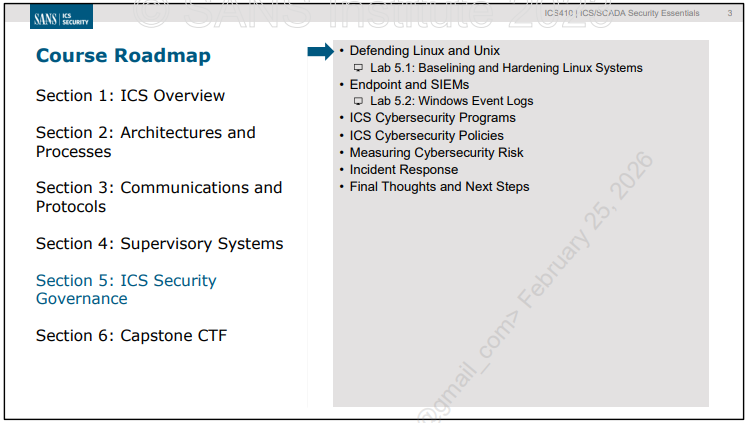 © SANS Institute 2026
SANS | ICS SECURITY
ICS410 | ICS/SCADA Security Essentials 3
Course Roadmap
Section 1: ICS Overview
Section 2: Architectures and
Processes
Section 3: Communications and
Protocols
Section 4: Supervisory Systems
Section 5: ICS Security
Governance
Section 6: Capstone CTF
• Defending Linux and Unix
Lab 5.1: Baselining and Hardening Linux Systems
• Endpoint and SIEMs
Lab 5.2: Windows Event Logs
• ICS Cybersecurity Programs
• ICS Cybersecurity Policies
• Measuring Cybersecurity Risk
• Incident Response
• Final Thoughts and Next Steps
@gmail_com> February 25, 2026